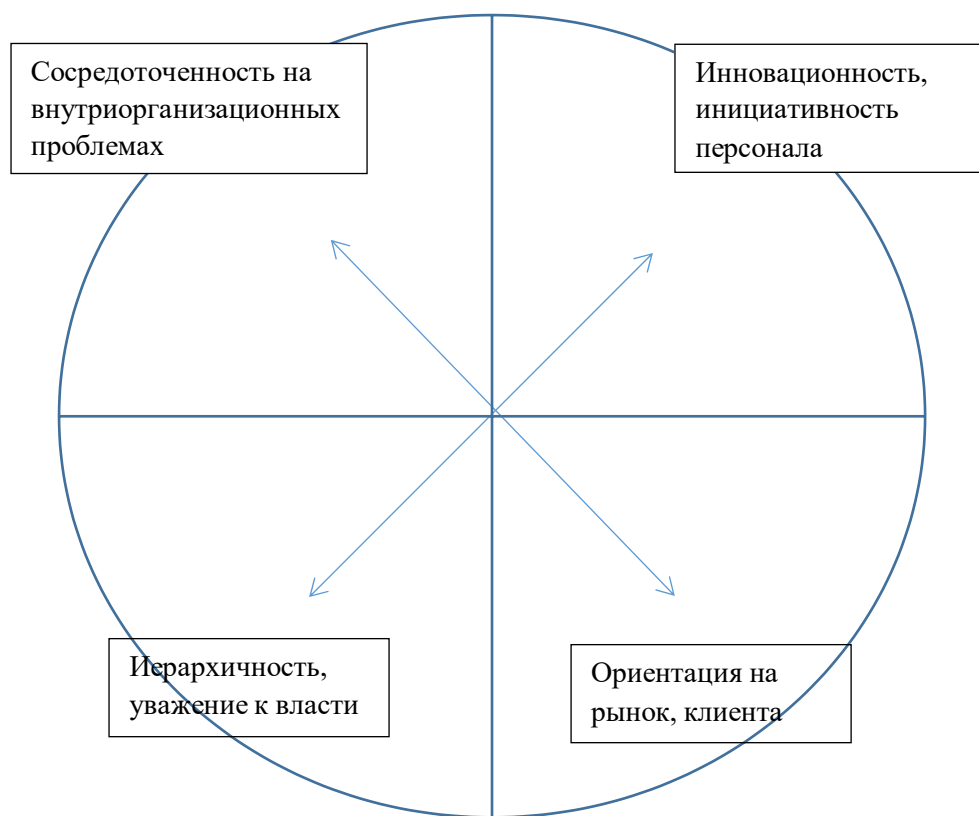 Сосредоточенность на
внутриорганизационных
проблемах
Инновационность,
инициативность
персонала
Иерархичность,
уважение к власти
Ориентация на
рынок, клиента